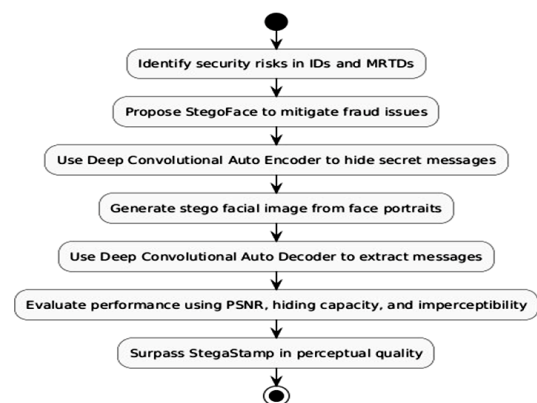 Identify security risks in IDs and MRTDs
Propose StegoFace to mitigate fraud issues
Use Deep Convolutional Auto Encoder to hide secret messages
Generate stego facial image from face portraits
Use Deep Convolutional Auto Decoder to extract messages
Evaluate performance using PSNR, hiding capacity, and imperceptibility
Surpass StegaStamp in perceptual quality